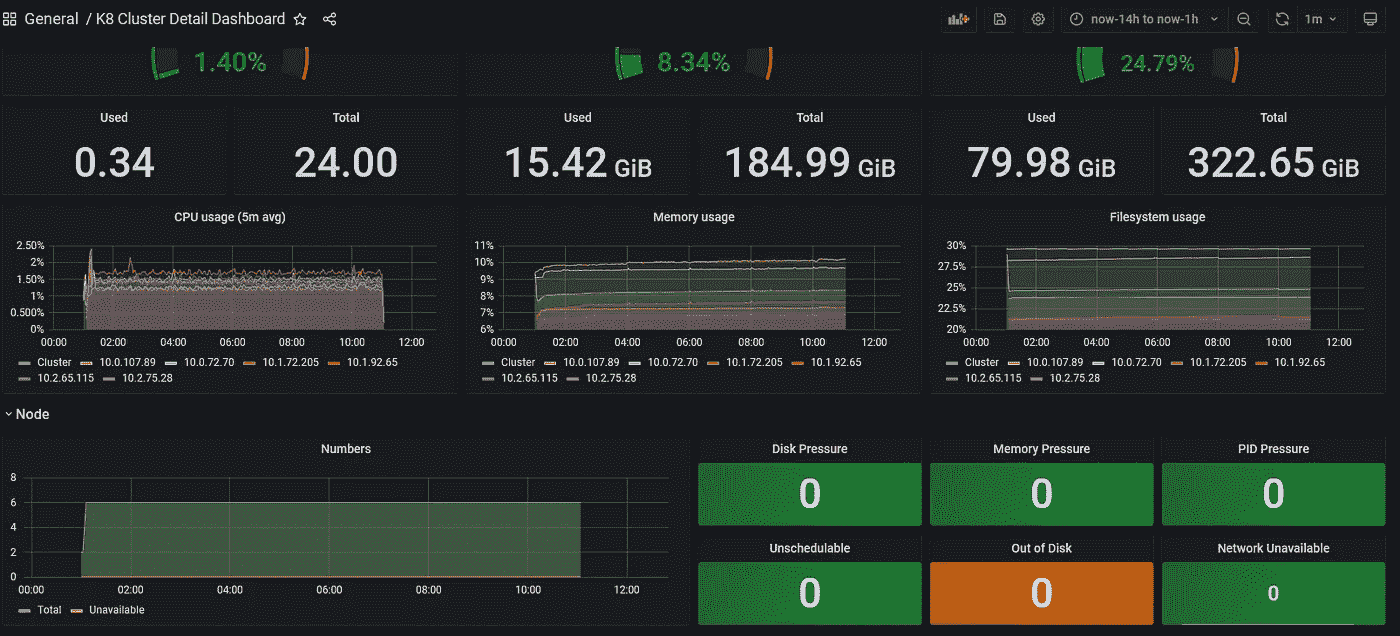 General / K8 Cluster Detail Dashboard
now-14h to now-1h
1m
1.40% 8.34% 24.79%
Used Total Used Total Used Total
0.34 24.00 15.42 GiB 184.99 GiB 79.98 GiB 322.65 GiB
CPU usage (5m avg)
2.50%
2%
1.50%
1%
0.500%
0%
00:00 02:00 04:00 06:00 08:00 10:00 12:00
Cluster 10.0.107.89 10.0.72.70 10.1.72.205 10.1.92.65
10.2.65.115 10.2.75.28
Memory usage
11%
10%
9%
8%
7%
6%
00:00 02:00 04:00 06:00 08:00 10:00 12:00
Cluster 10.0.107.89 10.0.72.70 10.1.72.205 10.1.92.65
10.2.65.115 10.2.75.28
Filesystem usage
30%
27.5%
25%
22.5%
20%
00:00 02:00 04:00 06:00 08:00 10:00 12:00
Cluster 10.0.107.89 10.0.72.70 10.1.72.205 10.1.92.65
10.2.65.115 10.2.75.28
Node
Numbers
8
6
4
2
0
00:00 02:00 04:00 06:00 08:00 10:00 12:00
Total Unavailable
Disk Pressure Memory Pressure PID Pressure
0 0 0
Unschedulable Out of Disk Network Unavailable
0 0 0